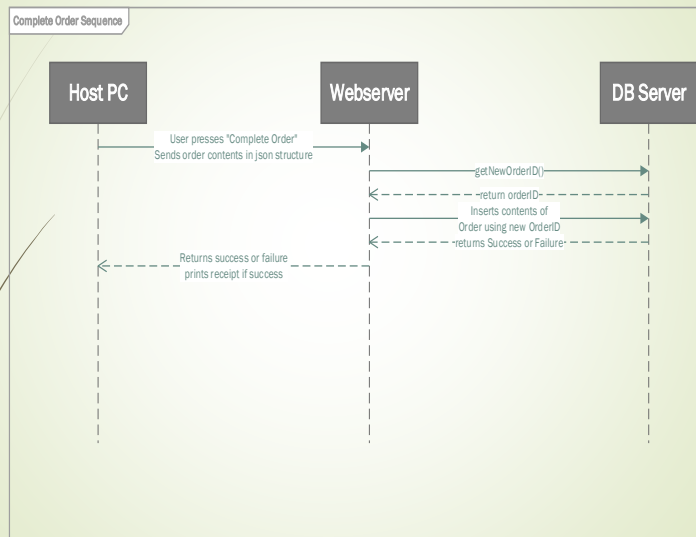 Complete Order Sequence
Host PC
Webserver
DB Server
User presses "Complete Order"
Sends order contents in json structure
getNewOrderID()
return orderID
Inserts contents of
Order using new OrderID
returns Success or Failure
Returns success or failure
prints receipt if success